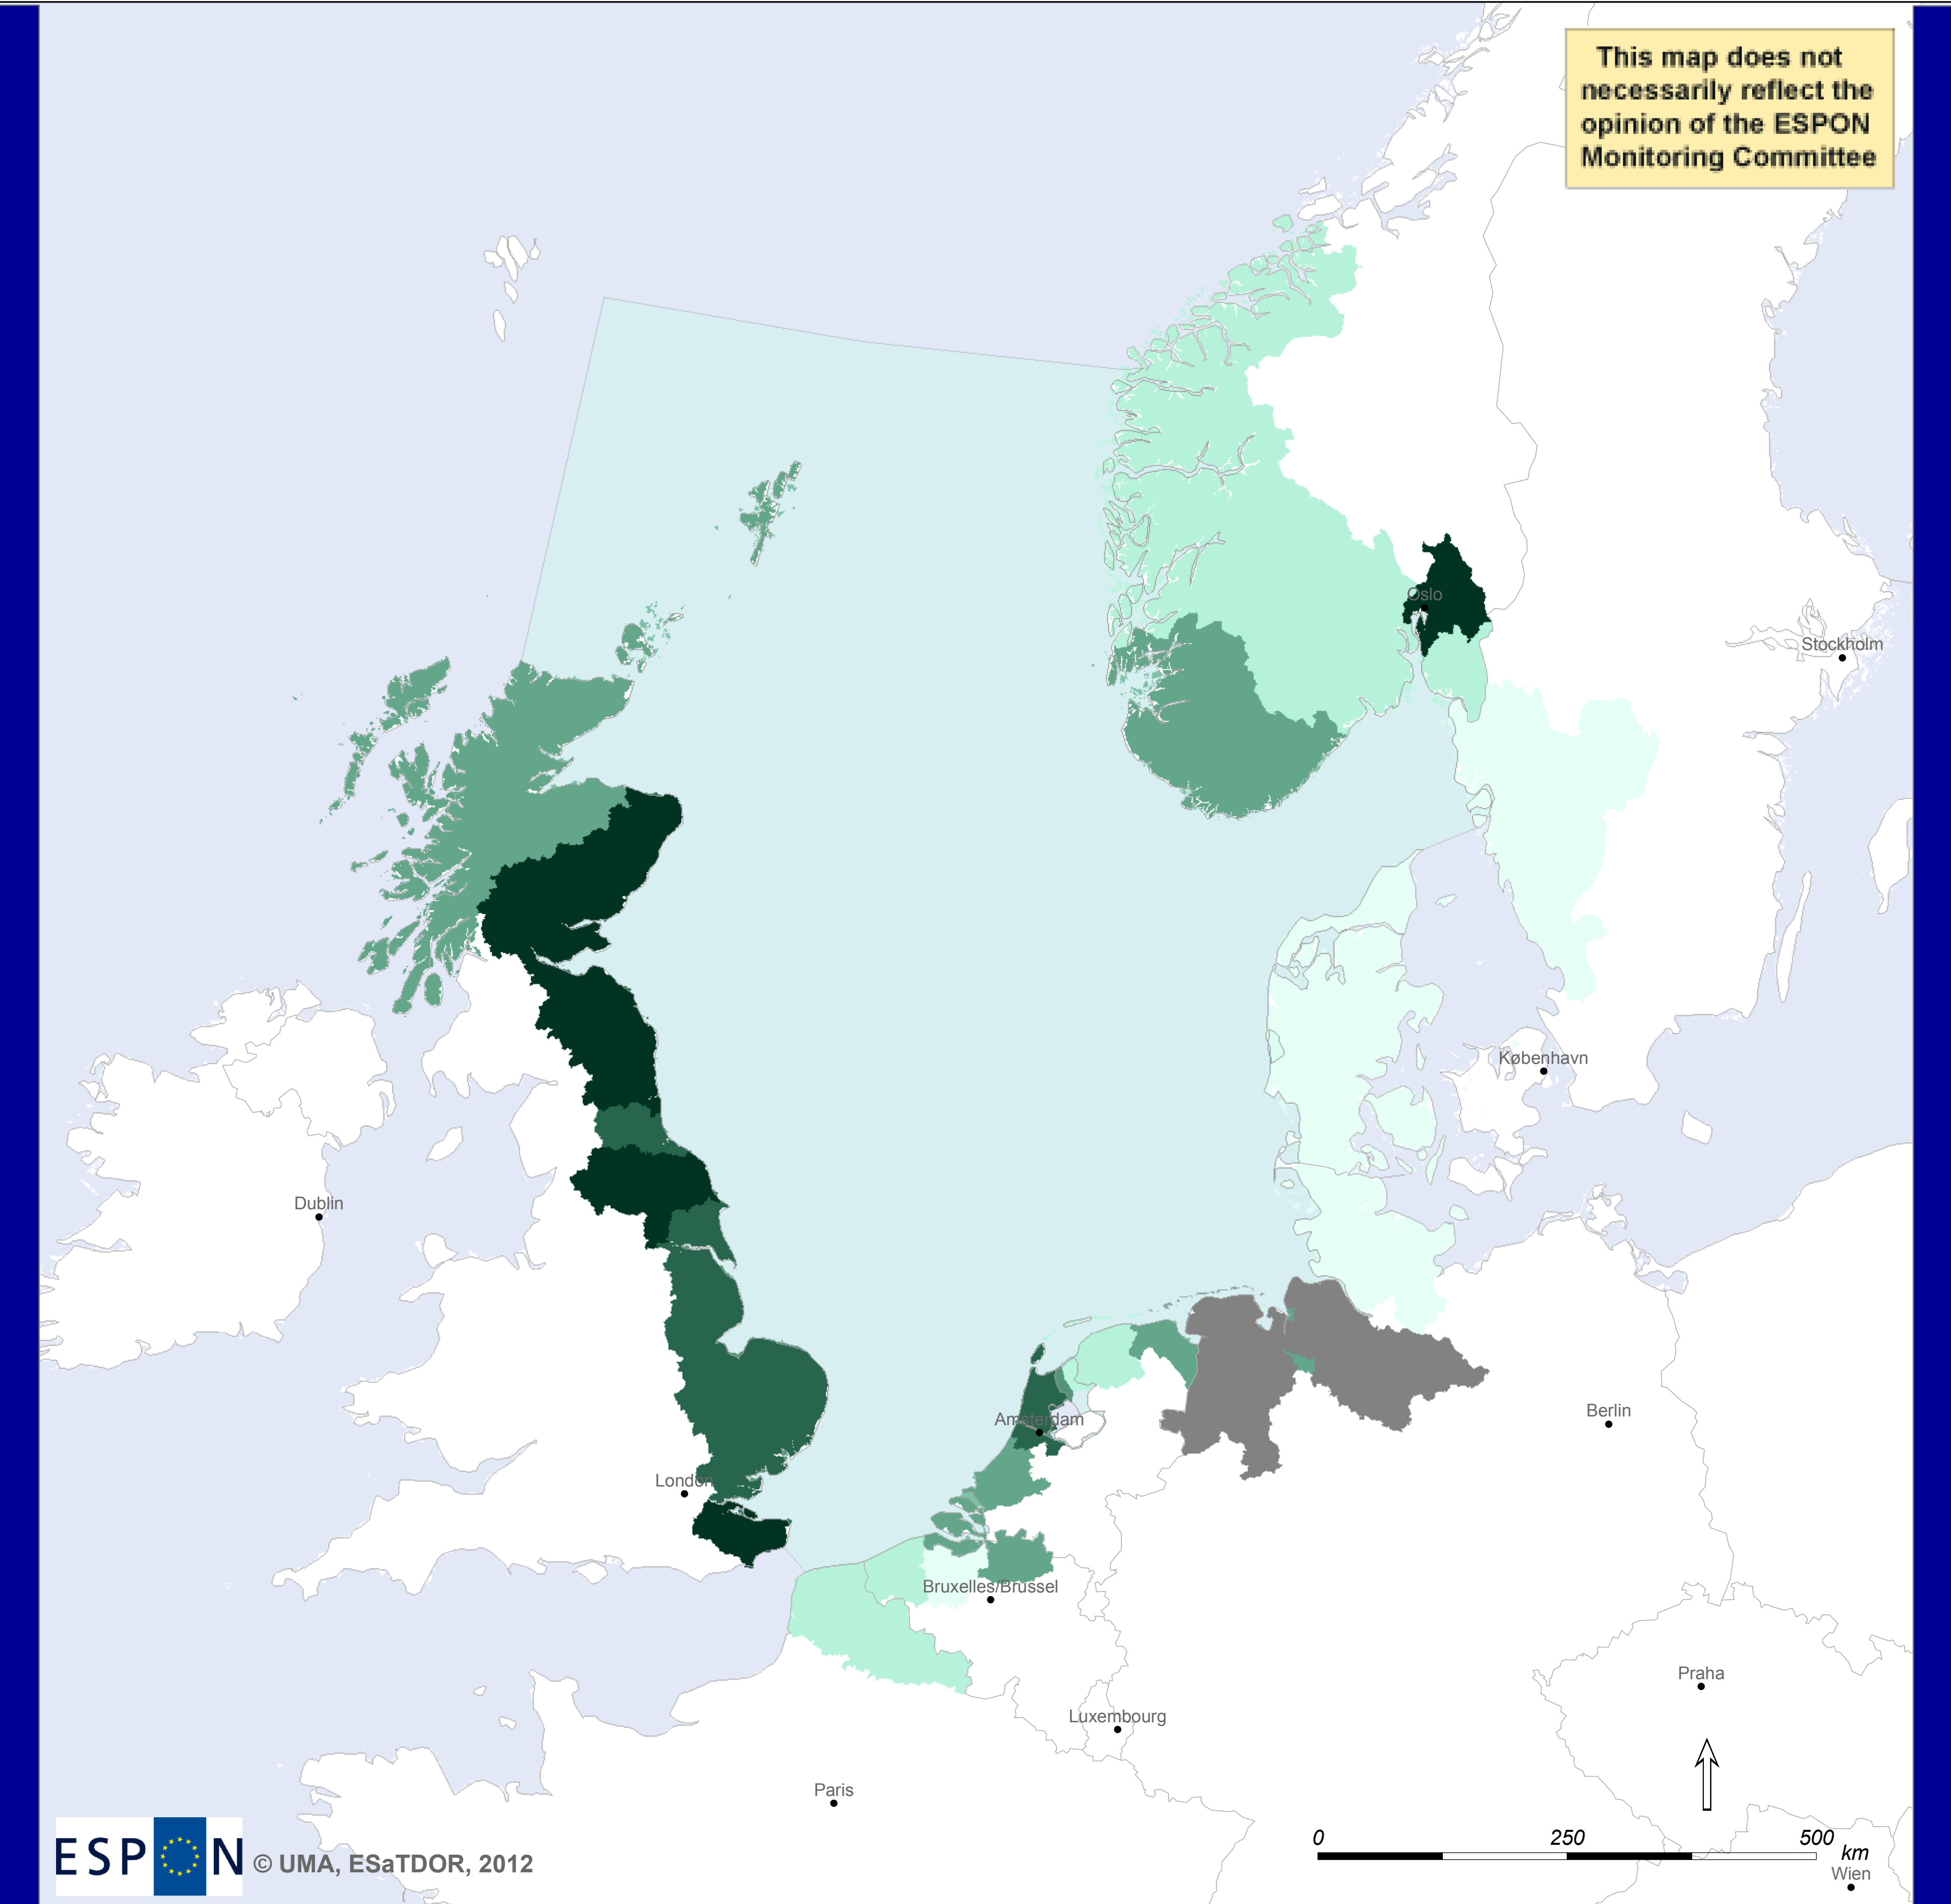 This map does not
necessarily reflect the
opinion of the ESPON
Monitoring Committee
Oslo
Stockholm
København
Dublin
Berlin
Amsterdam
London
Bruxelles/Brussel
Praha
Luxembourg
Paris
0 250 500
km
Wien
ESPON © UMA, ESaTDOR, 2012